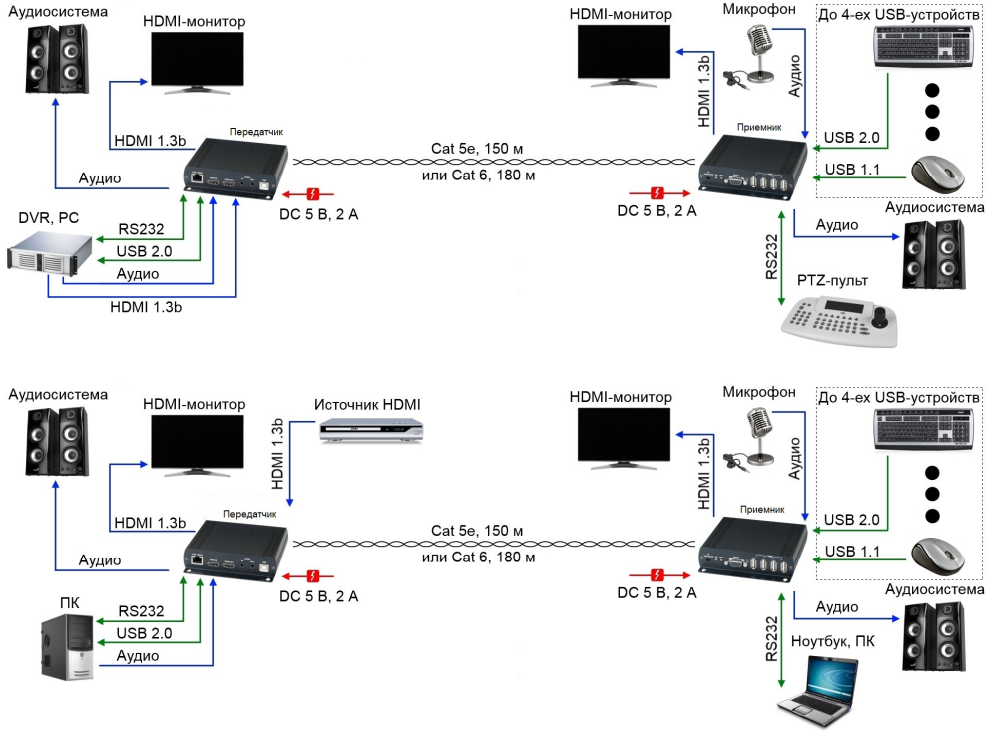 Аудиосистема
HDMI-монитор
HDMI-монитор
Микрофон
До 4-ех USB-устройств
HDMI 1.3b
Аудио
HDMI 1.3b
Передатчик
Приемник
Cat 5e, 150 м
или Cat 6, 180 м
USB 2.0
USB 1.1
Аудио
DC 5 В, 2 А
DC 5 В, 2 А
Аудиосистема
DVR, PC
RS232
USB 2.0
Аудио
HDMI 1.3b
Аудио
RS232
PTZ-пульт
Аудиосистема
HDMI-монитор
Источник HDMI
HDMI-монитор
Микрофон
До 4-ех USB-устройств
HDMI 1.3b
HDMI 1.3b
Аудио
HDMI 1.3b
Передатчик
Приемник
Cat 5e, 150 м
или Cat 6, 180 м
USB 2.0
USB 1.1
Аудио
DC 5 В, 2 А
DC 5 В, 2 А
Аудиосистема
ПК
RS232
USB 2.0
Аудио
Аудио
RS232
Ноутбук, ПК